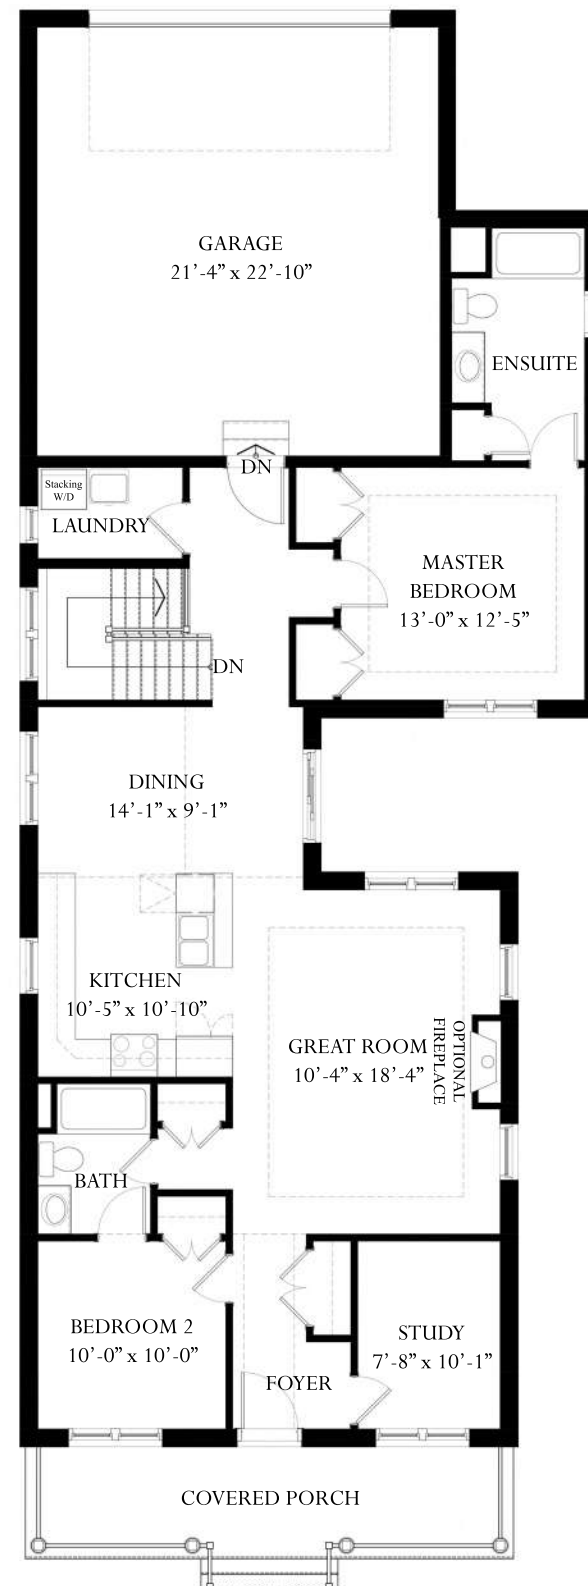 GARAGE
21'-4" x 22'-10"
ENSUITE
DN
Stacking
W/D
LAUNDRY
MASTER
BEDROOM
13'-0" x 12'-5"
DN
DINING
14'-1" x 9'-1"
KITCHEN
10'-5" x 10'-10"
GREAT ROOM
10'-4" x 18'-4"
OPTIONAL
FIREPLACE
BATH
BEDROOM 2
10'-0" x 10'-0"
STUDY
7'-8" x 10'-1"
FOYER
COVERED PORCH